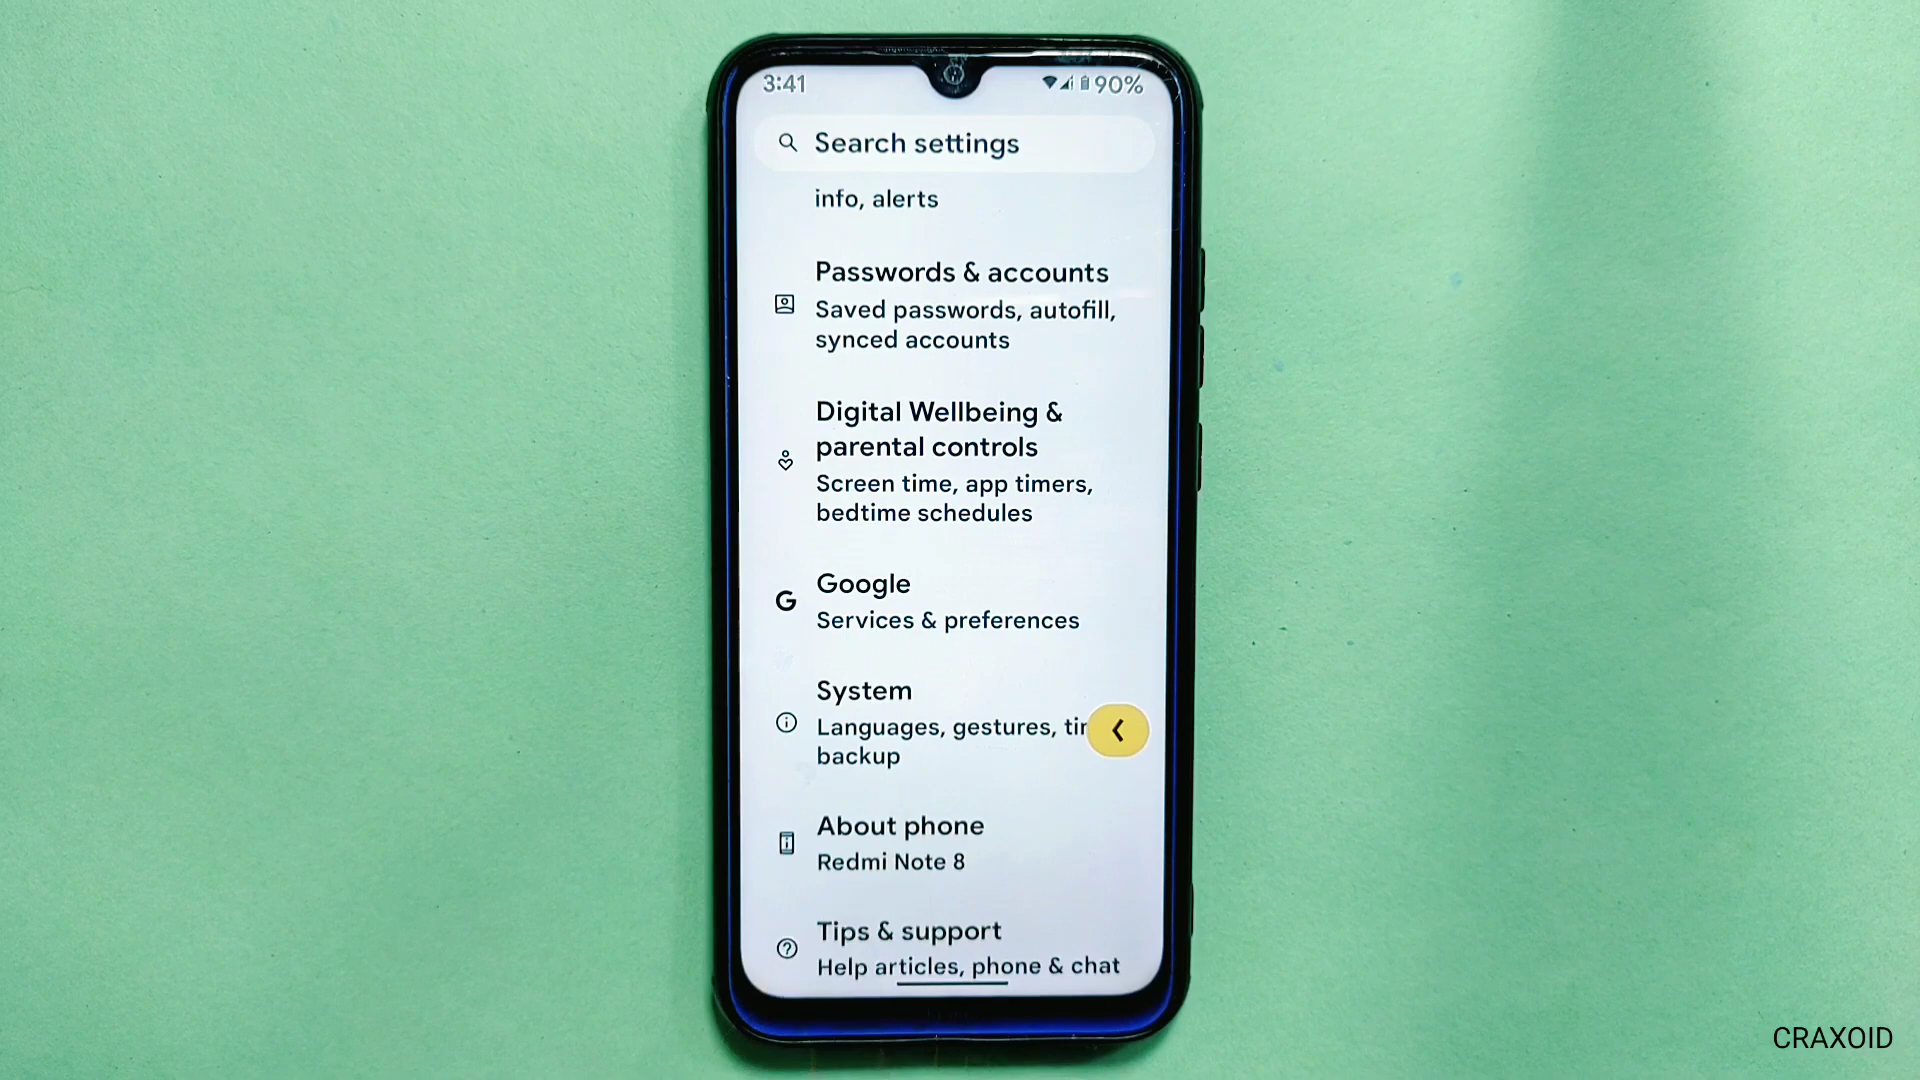 3:41
90%
Search settings
info, alerts
Passwords & accounts
Saved passwords, autofill,
synced accounts
Digital Wellbeing &
parental controls
Screen time, app timers,
bedtime schedules
Google
Services & preferences
System
Languages, gestures,
backup
About phone
Redmi Note 8
Tips & support
Help articles, phone & chat
CRAXOID